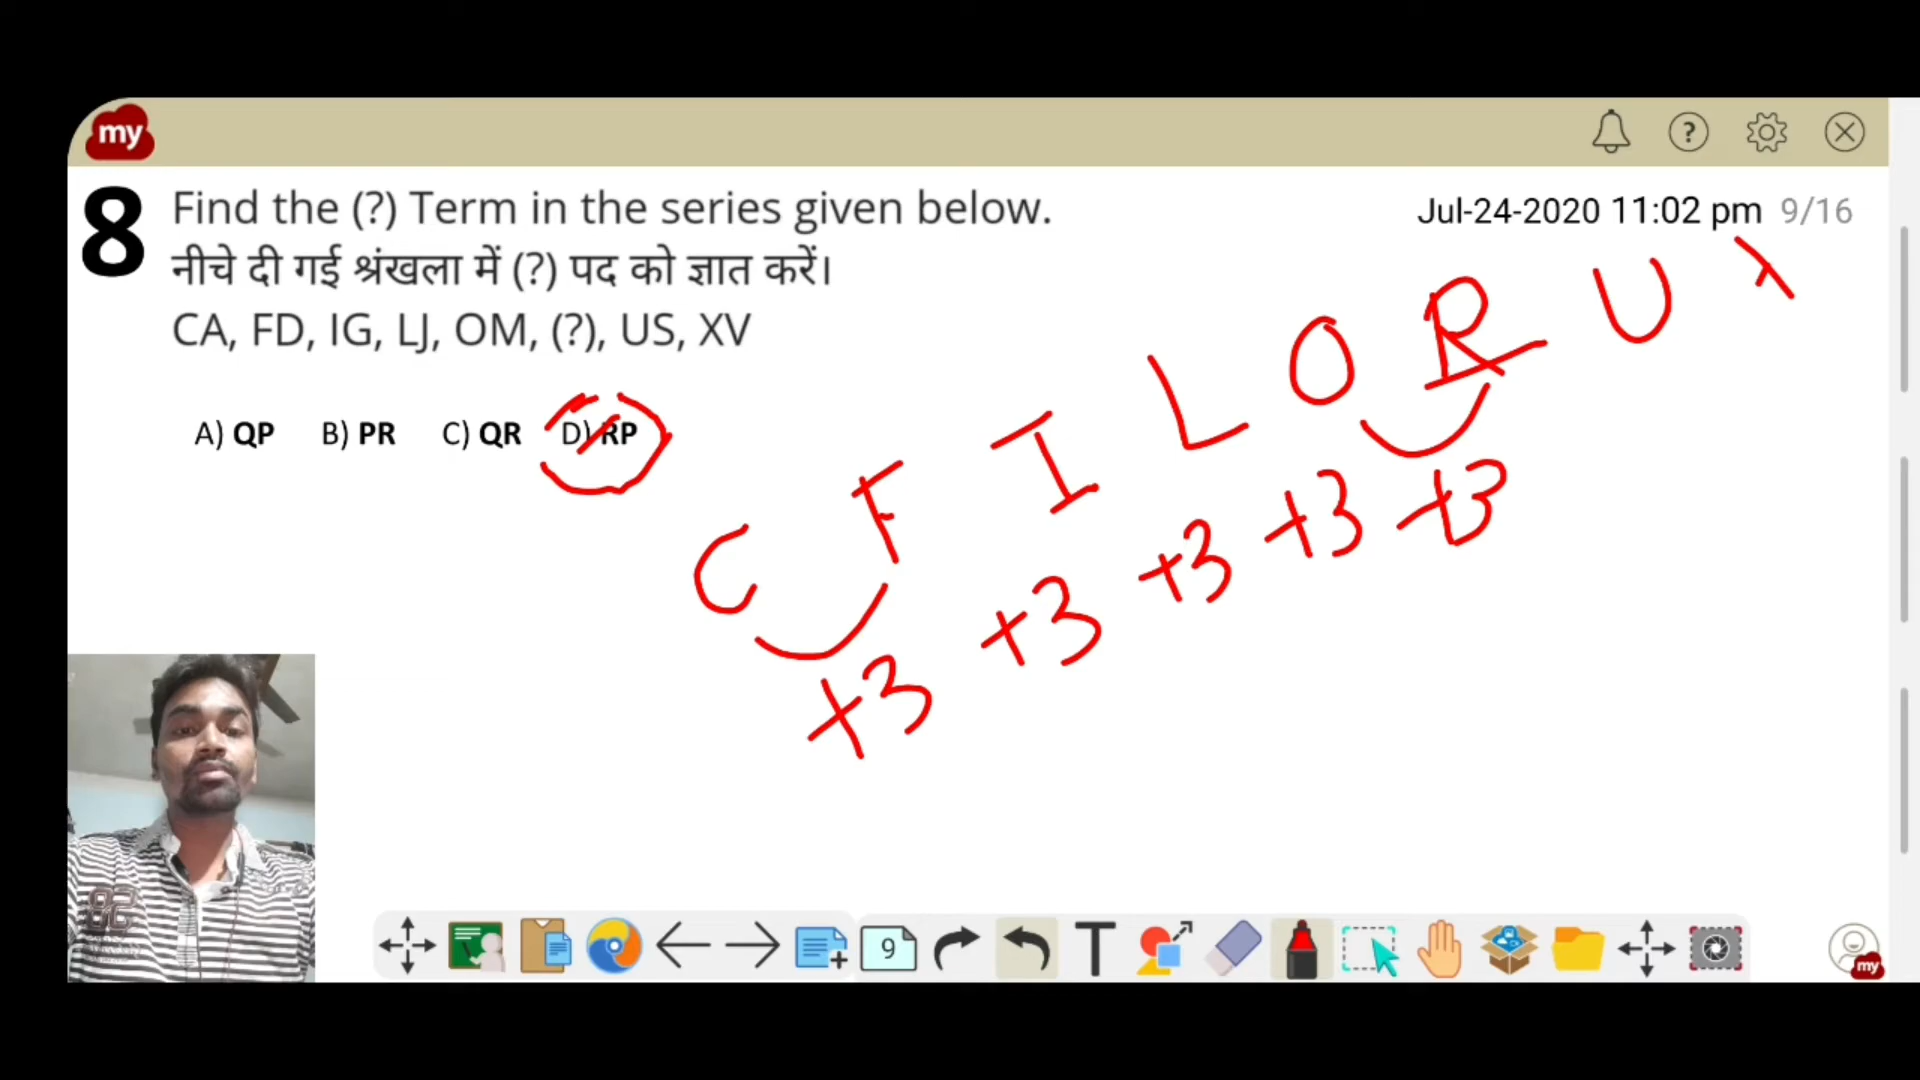 my
8 Find the (?) Term in the series given below.
Jul-24-2020 11:02 pm 9/16
नीचे दी गई श्रंखला में (?) पद को ज्ञात करें।
CA, FD, IG, LJ, OM, (?), US, XV
A) QP B) PR C) QR D) RP
C F I L O R U X
+3 +3 +3 +3 +3
9
T
my